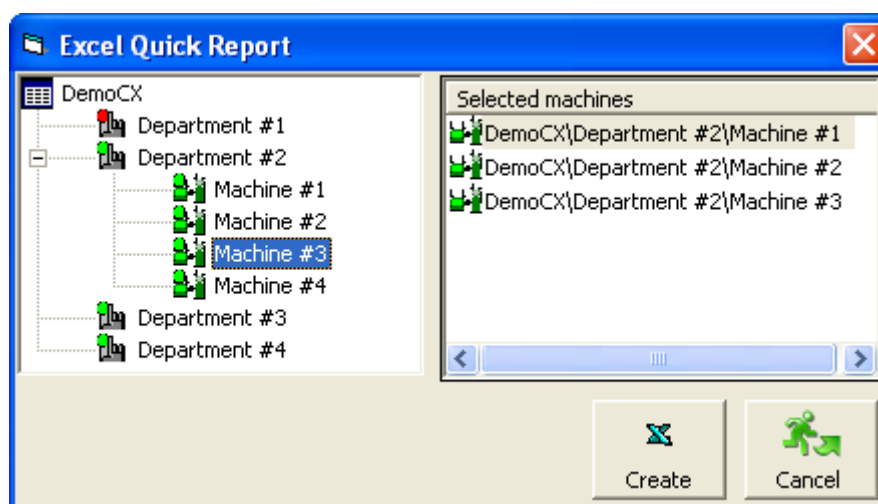 Excel Quick Report
DemoCX
Department #1
Department #2
Machine #1
Machine #2
Machine #3
Machine #4
Department #3
Department #4
Selected machines
DemoCX\Department #2\Machine #1
DemoCX\Department #2\Machine #2
DemoCX\Department #2\Machine #3
Create
Cancel